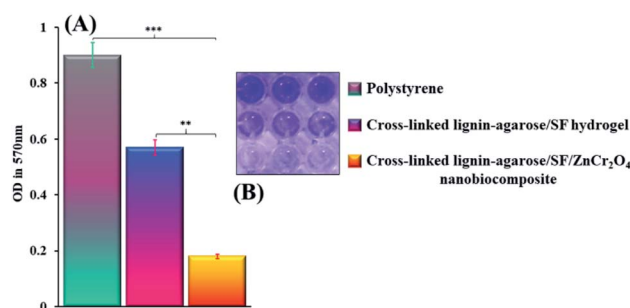 (A)
***
**
1
0.8
0.6
0.4
0.2
0
OD in 570nm
(B)
Polystyrene
Cross-linked lignin-agarose/SF hydrogel
Cross-linked lignin-agarose/SF/ZnCr₂O₄
nanobiocomposite